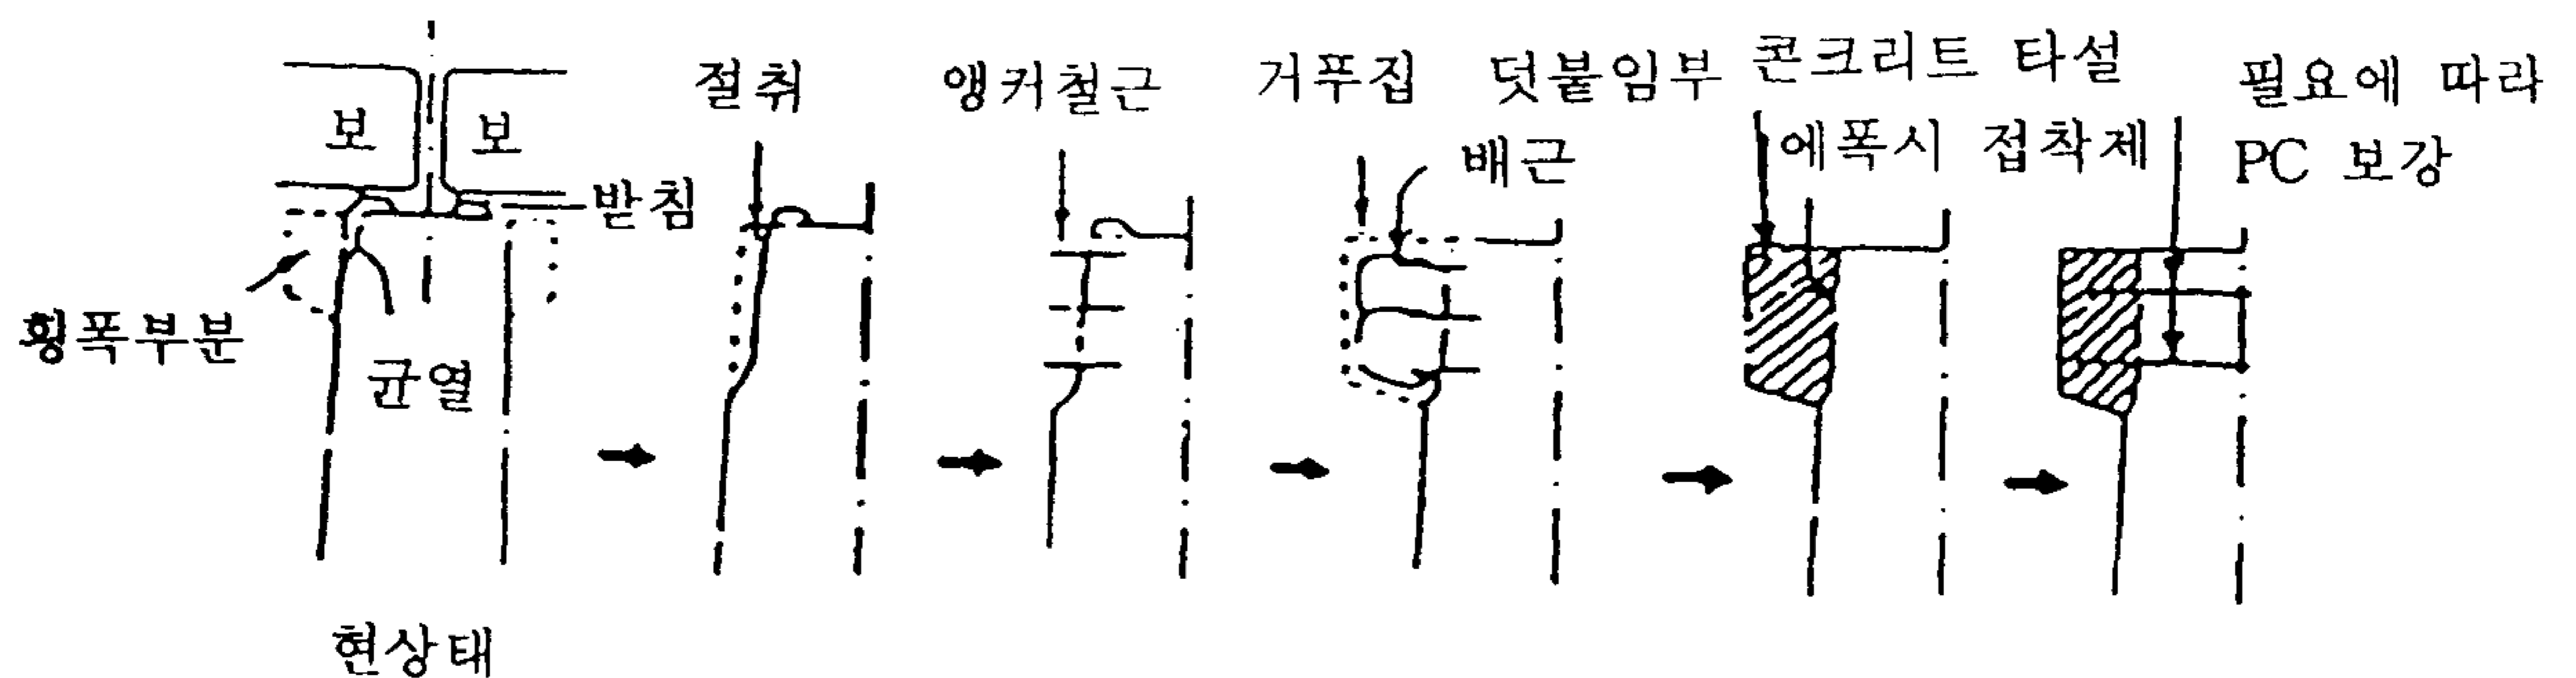 보
보
받침
횡폭부분
균열
현상태
절취
앵커철근
거푸집
덧붙임부
배근
콘크리트 타설
에폭시 접착제
필요에 따라
PC 보강